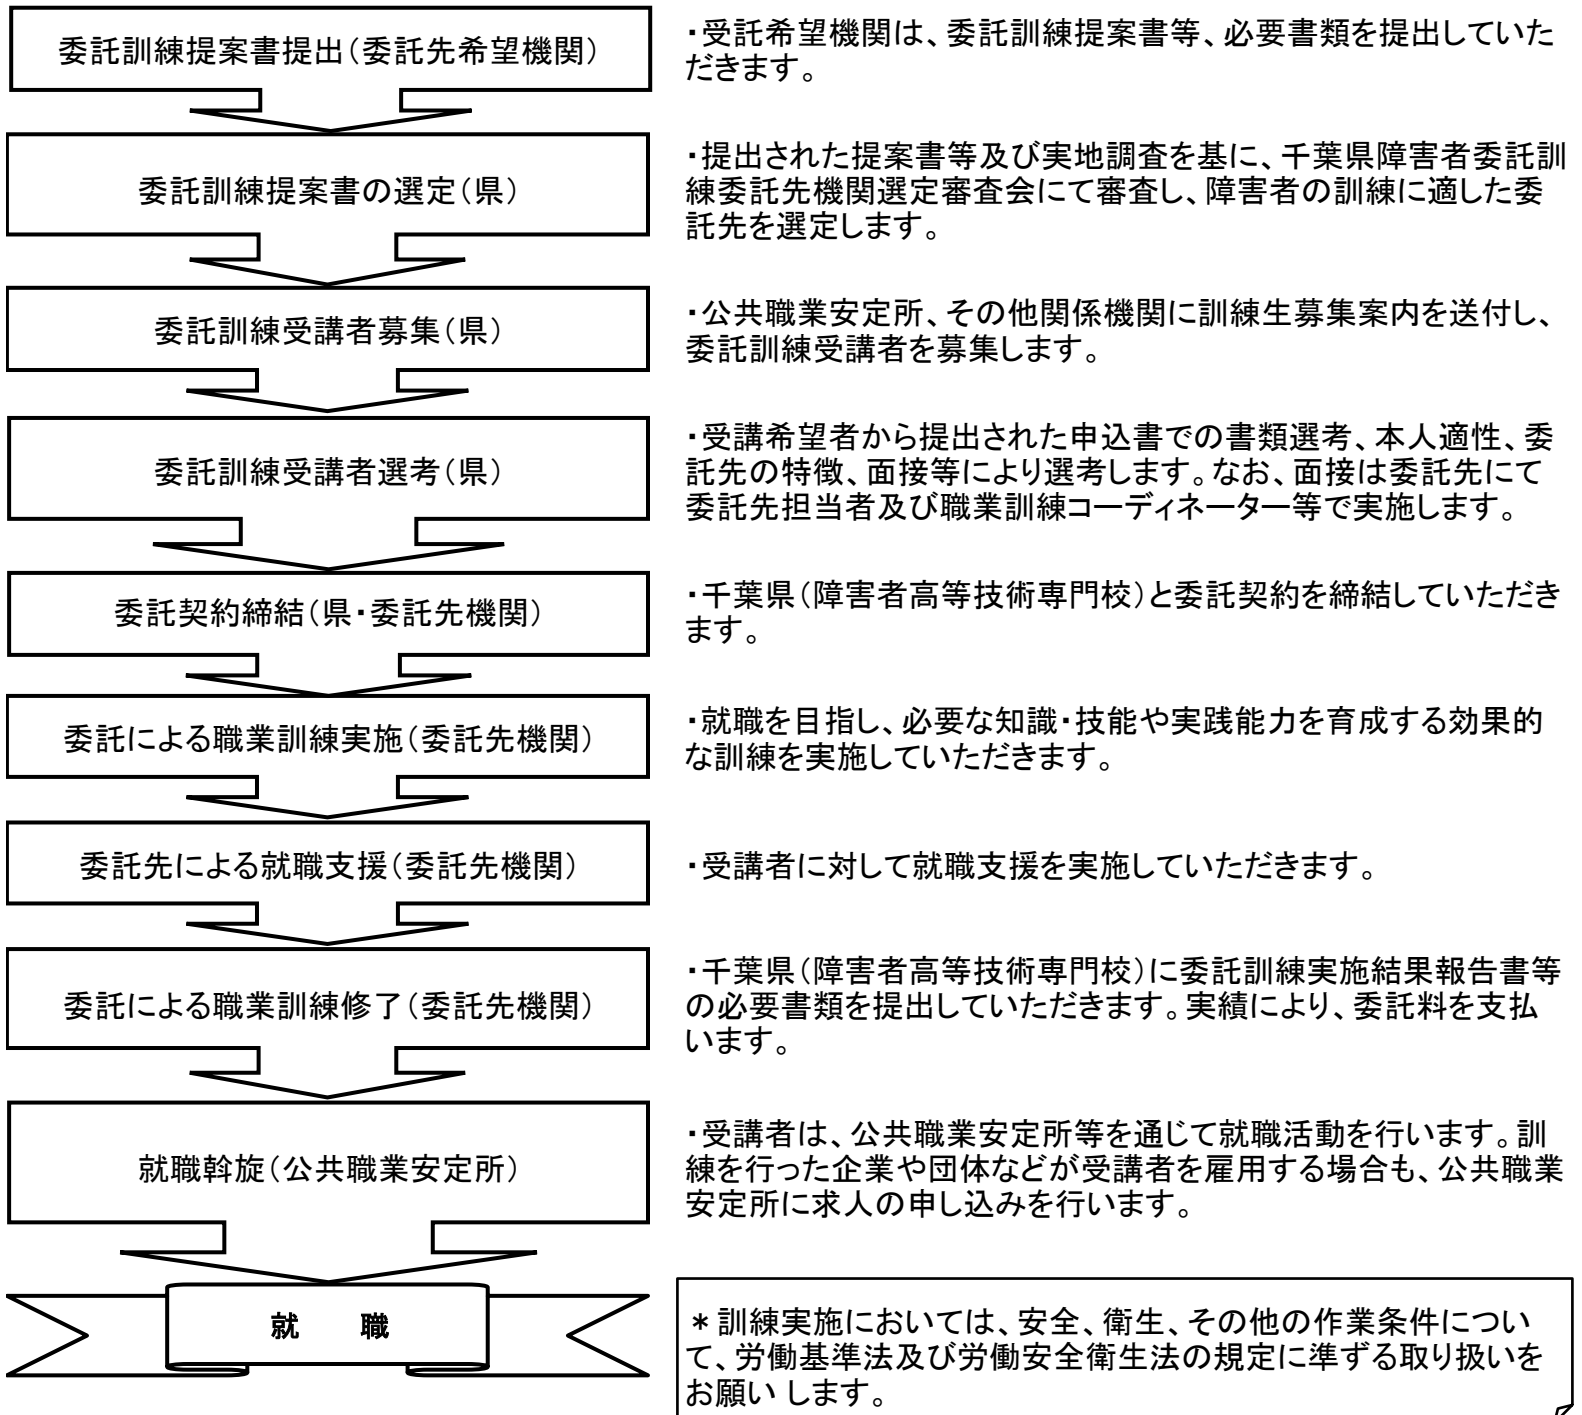 委託訓練提案書提出(委託先希望機関)
・受託希望機関は、委託訓練提案書等、必要書類を提出していた
だきます。
委託訓練提案書の選定(県)
・提出された提案書等及び実地調査を基に、千葉県障害者委託訓
練委託先機関選定審査会にて審査し、障害者の訓練に適した委
託先を選定します。
委託訓練受講者募集(県)
・公共職業安定所、その他関係機関に訓練生募集案内を送付し、
委託訓練受講者を募集します。
委託訓練受講者選考(県)
・受講希望者から提出された申込書での書類選考、本人適性、委
託先の特徴、面接等により選考します。なお、面接は委託先にて
委託先担当者及び職業訓練コーディネーター等で実施します。
委託契約締結(県・委託先機関)
・千葉県(障害者高等技術専門校)と委託契約を締結していただき
ます。
委託による職業訓練実施(委託先機関)
・就職を目指し、必要な知識・技能や実践能力を育成する効果的
な訓練を実施していただきます。
委託先による就職支援(委託先機関)
・受講者に対して就職支援を実施していただきます。
委託による職業訓練修了(委託先機関)
・千葉県(障害者高等技術専門校)に委託訓練実施結果報告書等
の必要書類を提出していただきます。実績により、委託料を支払
います。
就職斡旋(公共職業安定所)
・受講者は、公共職業安定所等を通じて就職活動を行います。訓
練を行った企業や団体などが受講者を雇用する場合も、公共職業
安定所に求人の申し込みを行います。
就　　職
＊訓練実施においては、安全、衛生、その他の作業条件につい
て、労働基準法及び労働安全衛生法の規定に準ずる取り扱いを
お願い します。